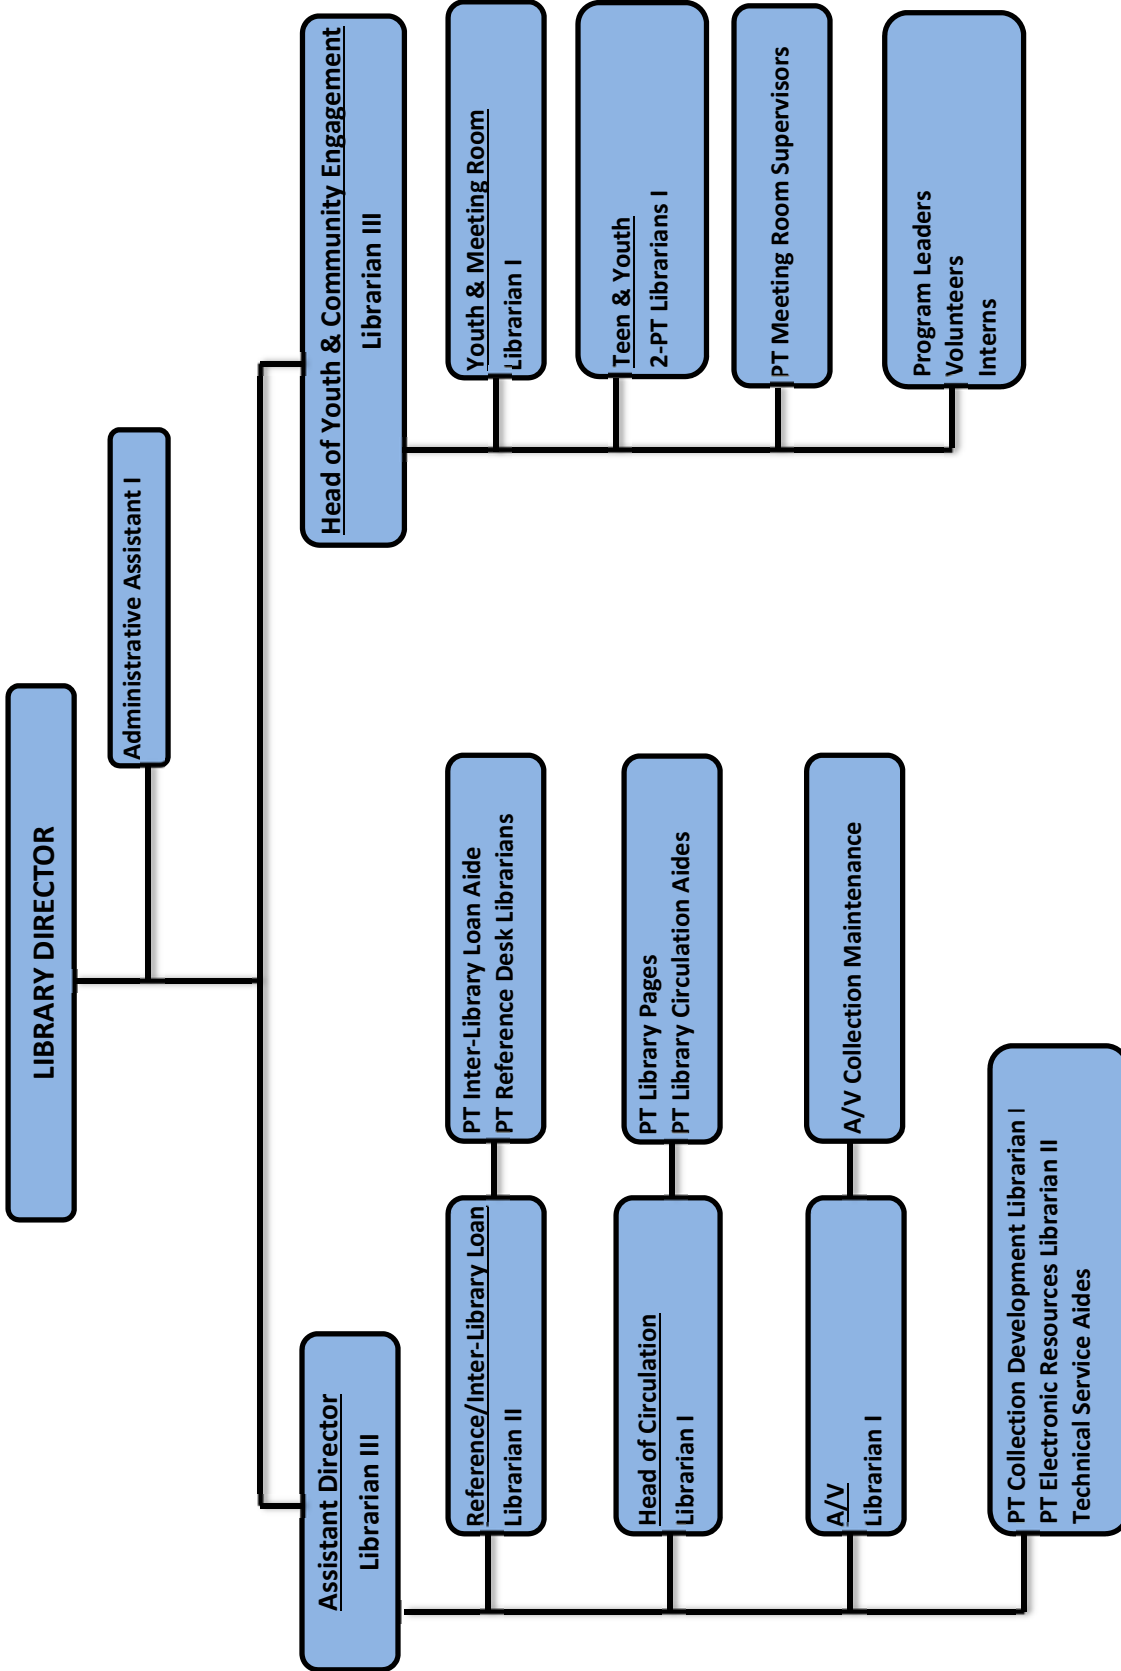 LIBRARY DIRECTOR
Administrative Assistant I
Assistant Director
Librarian III
Head of Youth & Community Engagement
Librarian III
Reference/Inter-Library Loan
Librarian II
PT Inter-Library Loan Aide
PT Reference Desk Librarians
Youth & Meeting Room
Librarian I
Head of Circulation
Librarian I
PT Library Pages
PT Library Circulation Aides
Teen & Youth
2-PT Librarians I
A/V
Librarian I
A/V Collection Maintenance
PT Meeting Room Supervisors
PT Collection Development Librarian I
PT Electronic Resources Librarian II
Technical Service Aides
Program Leaders
Volunteers
Interns